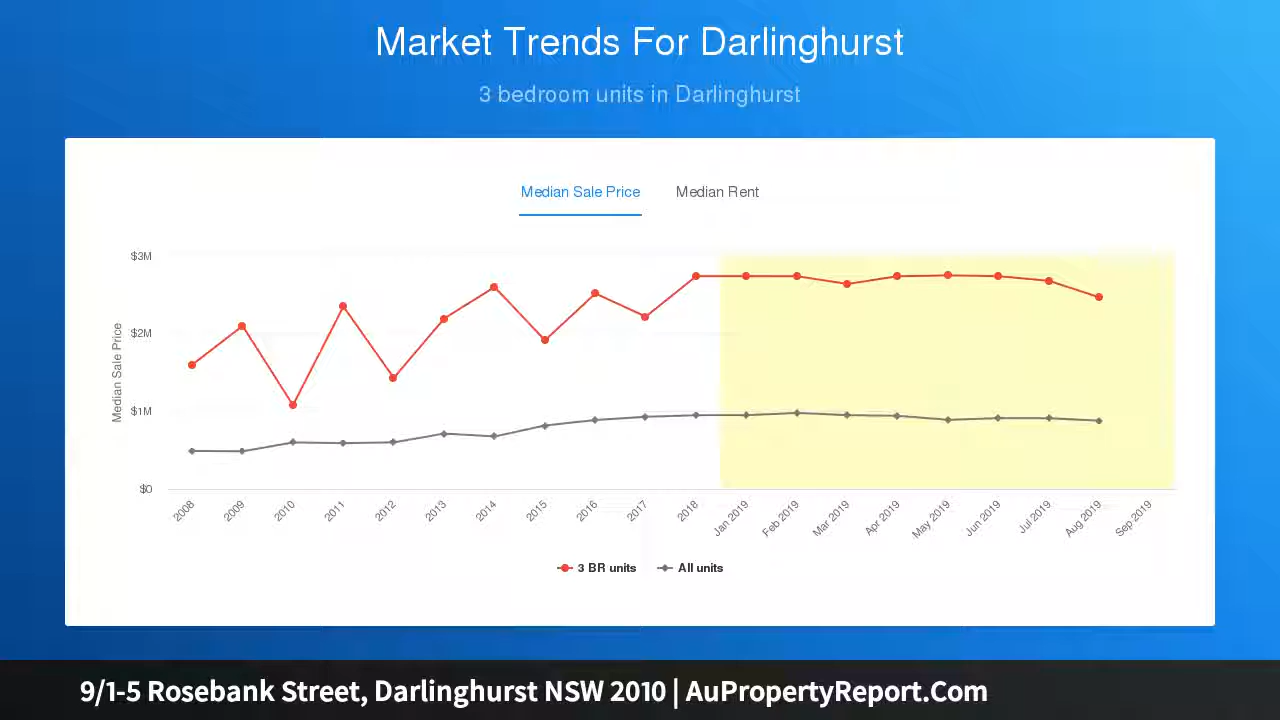 Market Trends For Darlinghurst
3 bedroom units in Darlinghurst
Median Sale Price Median Rent
Median Sale Price
$3M
$2M
$1M
$0
2008 2009 2010 2011 2012 2013 2014 2015 2016 2017 2018 Jan 2019 Feb 2019 Mar 2019 Apr 2019 May 2019 Jun 2019 Jul 2019 Aug 2019 Sep 2019
3 BR units All units
9/1-5 Rosebank Street, Darlinghurst NSW 2010 | AuPropertyReport.Com